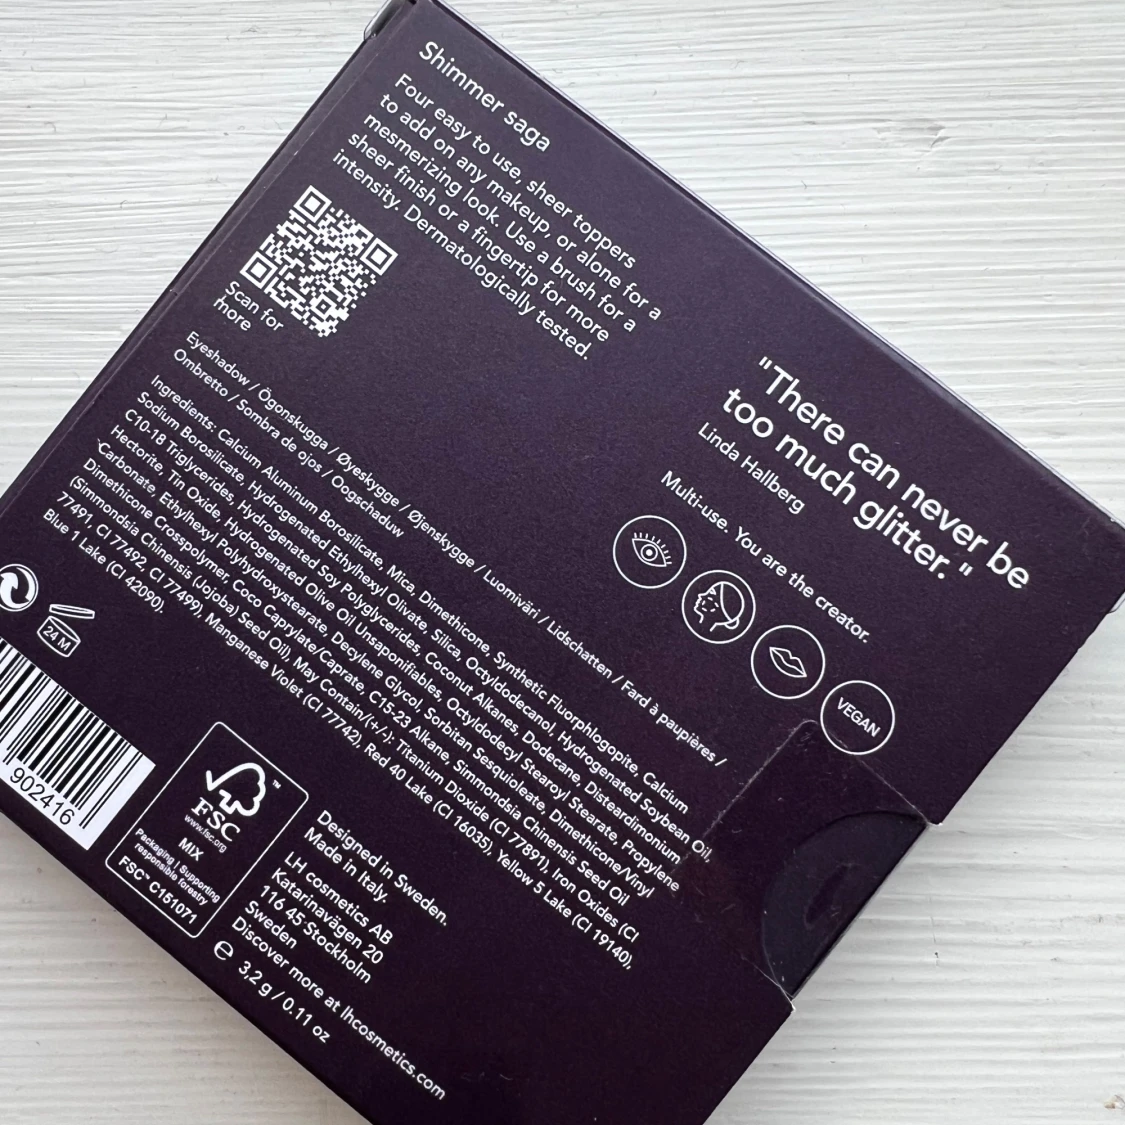 Shimmer saga
Four easy to use, sheer toppers
to add on any makeup, or alone for a
mesmerizing look. Use a brush for a
sheer finish or a fingertip for more
intensity. Dermatologically tested.
Scan for
more
"There can never be
too much glitter."
Linda Hallberg
Multi-use. You are the creator.
VEGAN
Eyeshadow / Ögonskugga / Øyeskygge / Øjenskygge / Luomiväri / Lidschatten / Fard à paupières /
Ombretto / Sombra de ojos / Oogschaduw
Ingredients: Calcium Aluminum Borosilicate, Mica, Dimethicone, Synthetic Fluorphlogopite, Calcium
Sodium Borosilicate, Hydrogenated Ethylhexyl Olivate, Silica, Octyldodecanol, Hydrogenated Soybean Oil,
C10-18 Triglycerides, Hydrogenated Soy Polyglycerides, Coconut Alkanes, Dodecane, Disteardimonium
Hectorite, Tin Oxide, Hydrogenated Olive Oil Unsaponifiables, Octyldodecyl Stearoyl Stearate, Propylene
Carbonate, Ethylhexyl Polyhydroxystearate, Decylene Glycol, Sorbitan Sesquioleate, Dimethicone/Vinyl
Dimethicone Crosspolymer, Coco Caprylate/Caprate, C15-23 Alkane, Simmondsia Chinensis Seed Oil
(Simmondsia Chinensis (Jojoba) Seed Oil), May Contain/(+/-): Titanium Dioxide (CI 77891), Iron Oxides (CI
77491, CI 77492, CI 77499), Manganese Violet (CI 77742), Red 40 Lake (CI 16035), Yellow 5 Lake (CI 19140),
Blue 1 Lake (CI 42090).
24 M
902416
FSC
www.fsc.org
MIX
Packaging | Supporting
responsible forestry
FSC™ C151071
Designed in Sweden.
Made in Italy.
LH cosmetics AB
Katarinavägen 20
116 45 Stockholm
Sweden
Discover more at lhcosmetics.com
℮ 3,2 g / 0.11 oz